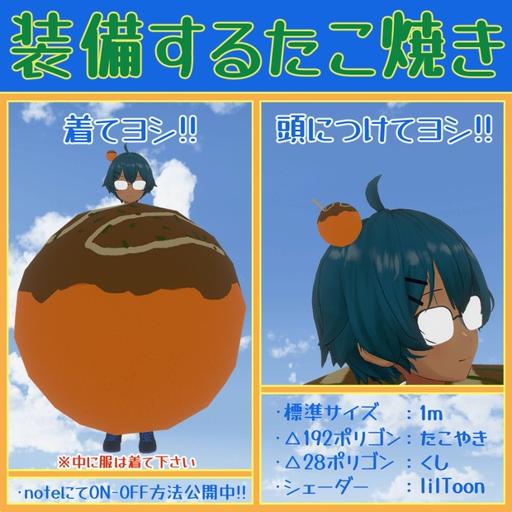 装備するたこ焼き
着てヨシ!!
頭につけてヨシ!!
※中に服は着て下さい
・noteにてON-OFF方法公開中!!
・標準サイズ　：1m
・△192ポリゴン：たこやき
・△28ポリゴン：くし
・シェーダー　：lilToon